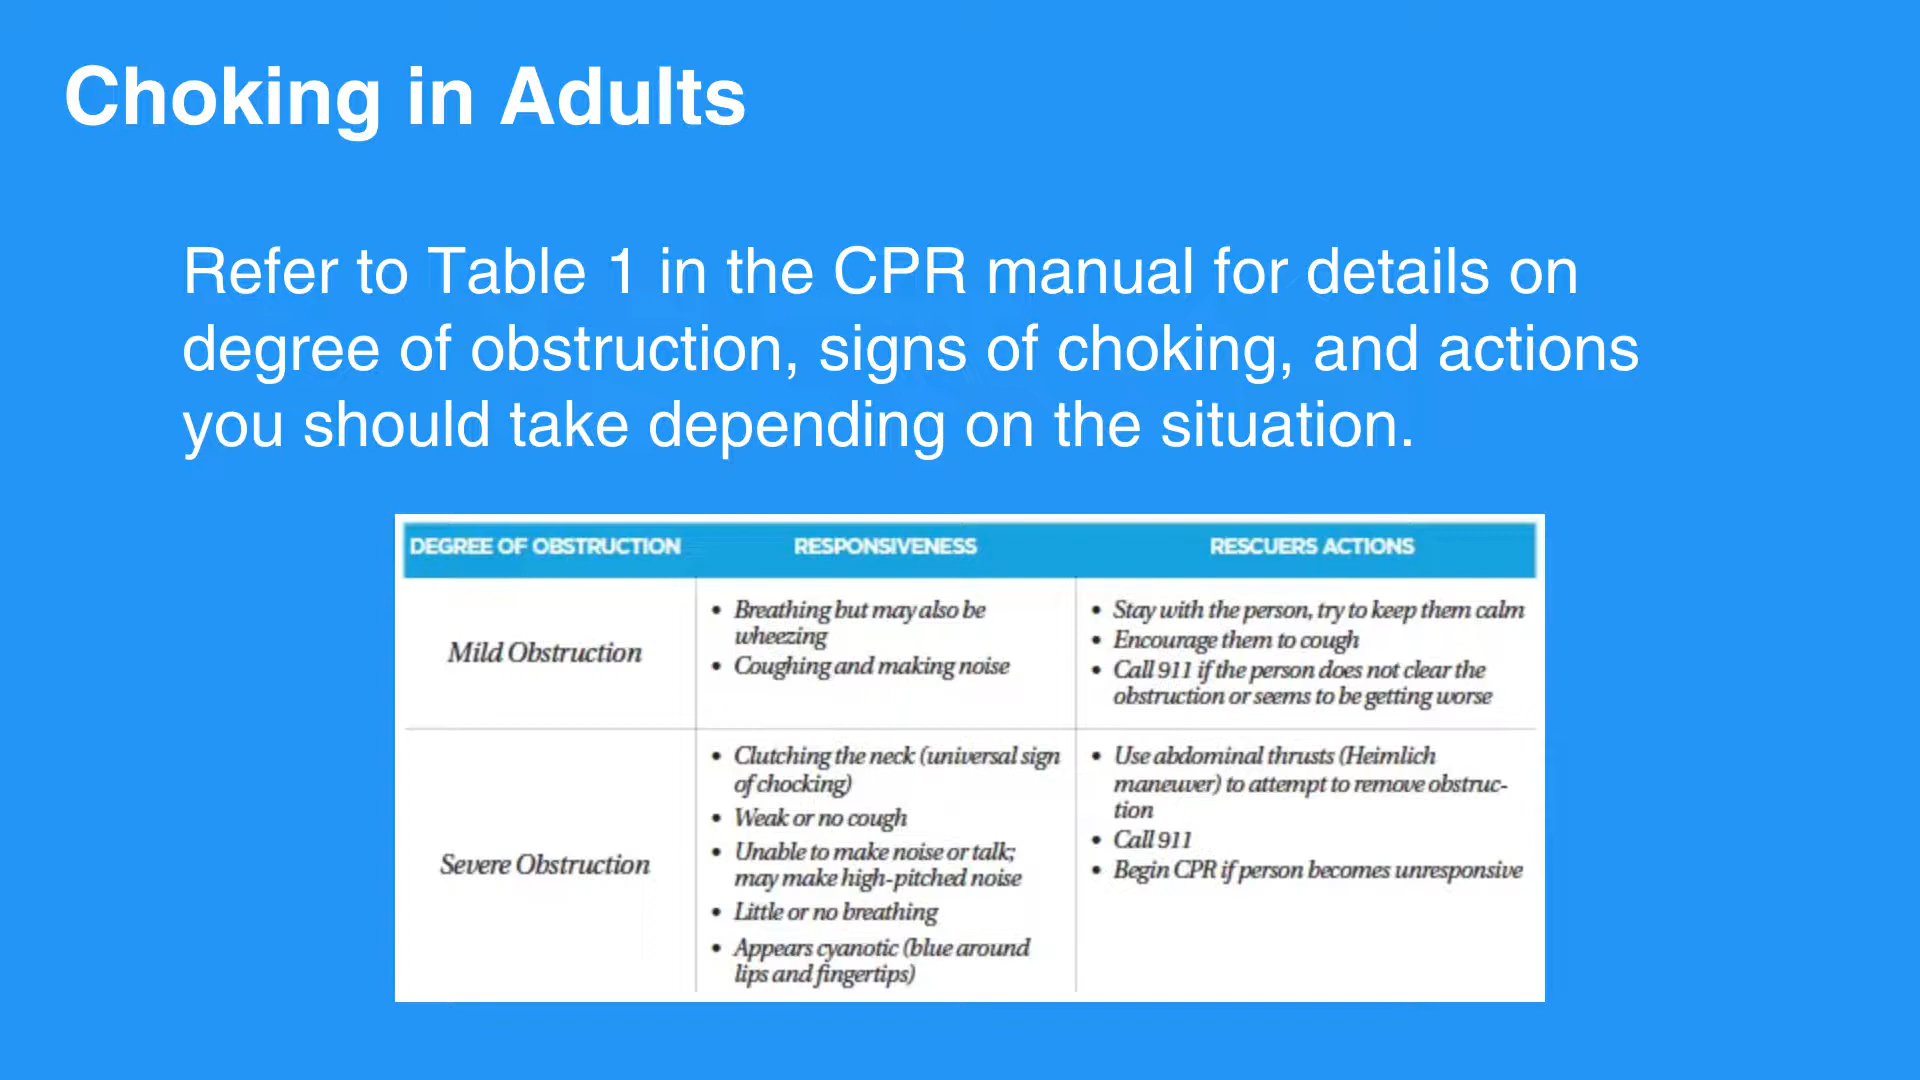 Choking in Adults
Refer to Table 1 in the CPR manual for details on
degree of obstruction, signs of choking, and actions
you should take depending on the situation.
DEGREE OF OBSTRUCTION
RESPONSIVENESS
RESCUERS ACTIONS
Mild Obstruction
• Breathing but may also be
wheezing
• Coughing and making noise
• Stay with the person, try to keep them calm
• Encourage them to cough
• Call 911 if the person does not clear the
obstruction or seems to be getting worse
Severe Obstruction
• Clutching the neck (universal sign
of chocking)
• Weak or no cough
• Unable to make noise or talk;
may make high-pitched noise
• Little or no breathing
• Appears cyanotic (blue around
lips and fingertips)
• Use abdominal thrusts (Heimlich
maneuver) to attempt to remove obstruc-
tion
• Call 911
• Begin CPR if person becomes unresponsive